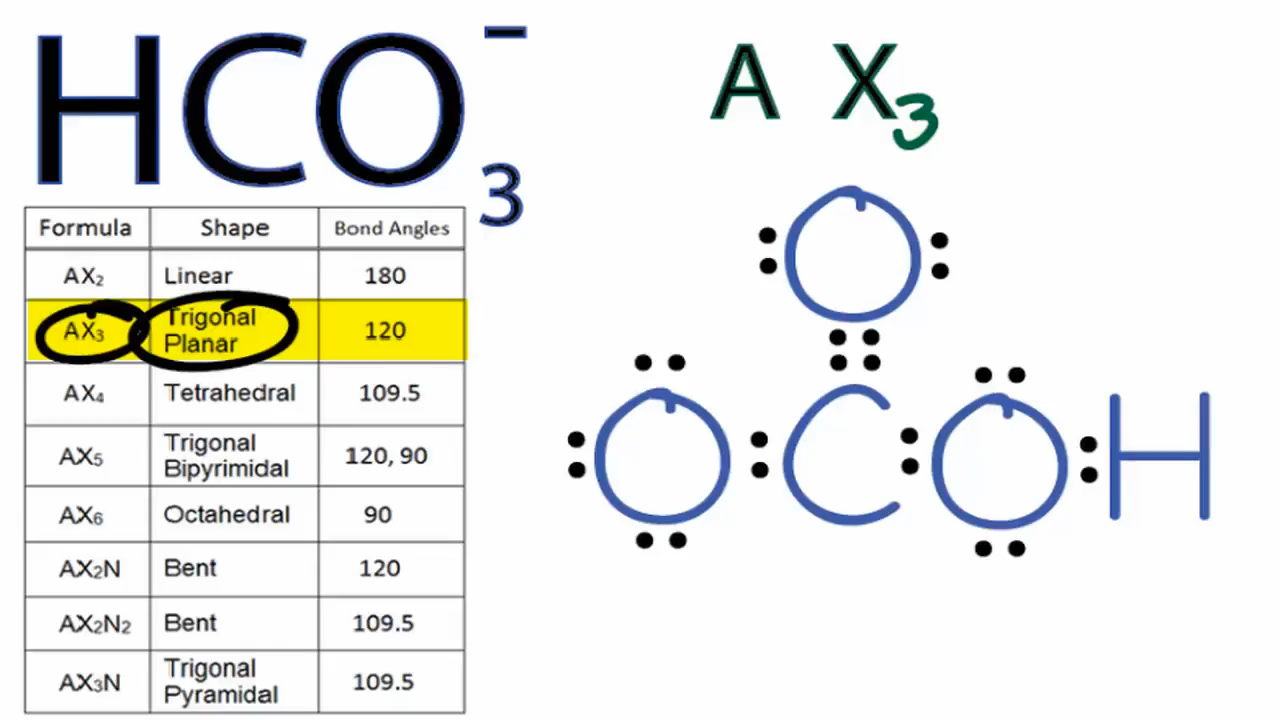 HCO₃⁻
A X₃
Formula Shape Bond Angles
AX₂ Linear 180
AX₃ Trigonal Planar 120
AX₄ Tetrahedral 109.5
AX₅ Trigonal Bipyrimidal 120, 90
AX₆ Octahedral 90
AX₂N Bent 120
AX₂N₂ Bent 109.5
AX₃N Trigonal Pyramidal 109.5
O
O C O H